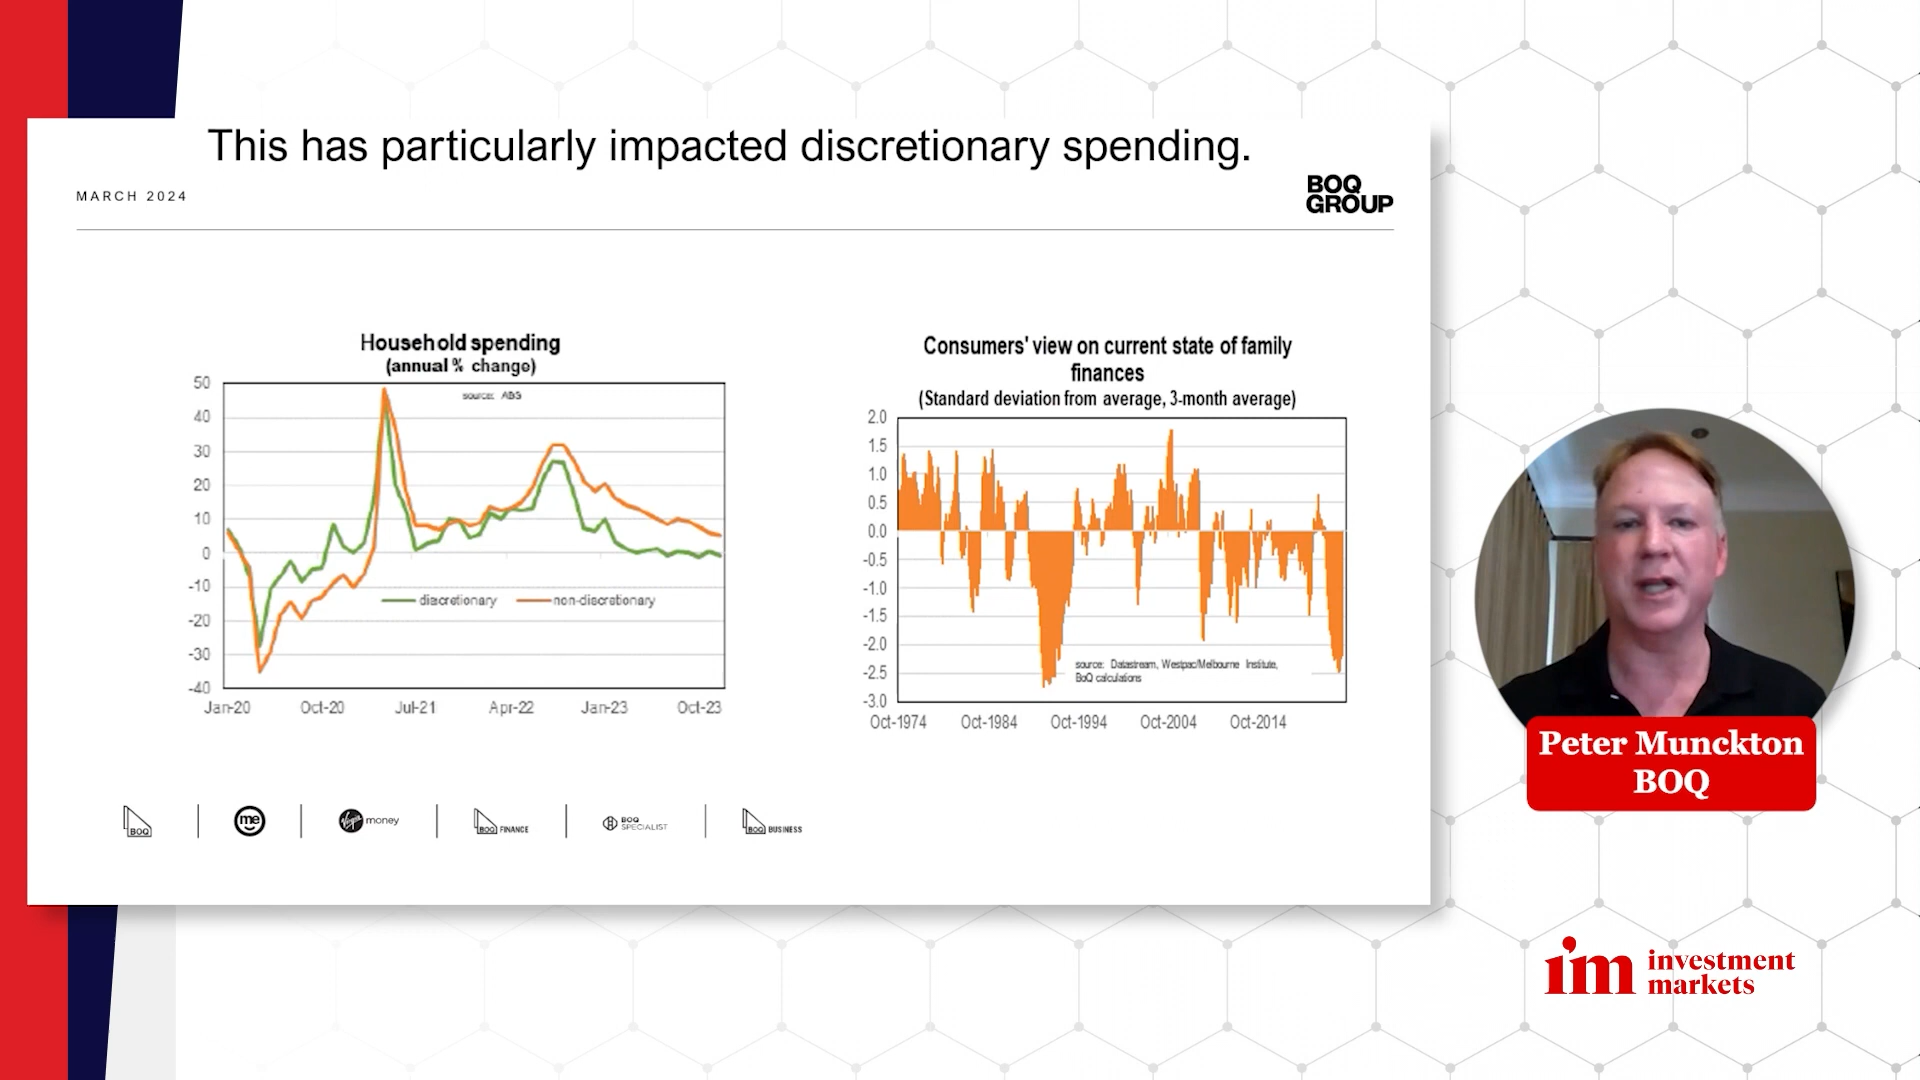 This has particularly impacted discretionary spending.
MARCH 2024
BOQ
GROUP
Household spending
(annual % change)
source: ABS
50
40
30
20
10
0
-10
-20
-30
-40
discretionary
non-discretionary
Jan-20
Oct-20
Jul-21
Apr-22
Jan-23
Oct-23
Consumers' view on current state of family
finances
(Standard deviation from average, 3-month average)
2.0
1.5
1.0
0.5
0.0
-0.5
-1.0
-1.5
-2.0
-2.5
-3.0
source: Datastream, Westpac/Melbourne Institute,
BoQ calculations
Oct-1974
Oct-1984
Oct-1994
Oct-2004
Oct-2014
Peter Munckton
BOQ
BOQ
me
Virgin money
BOQ FINANCE
BOQ
SPECIALIST
BOQ BUSINESS
i'm investment
markets